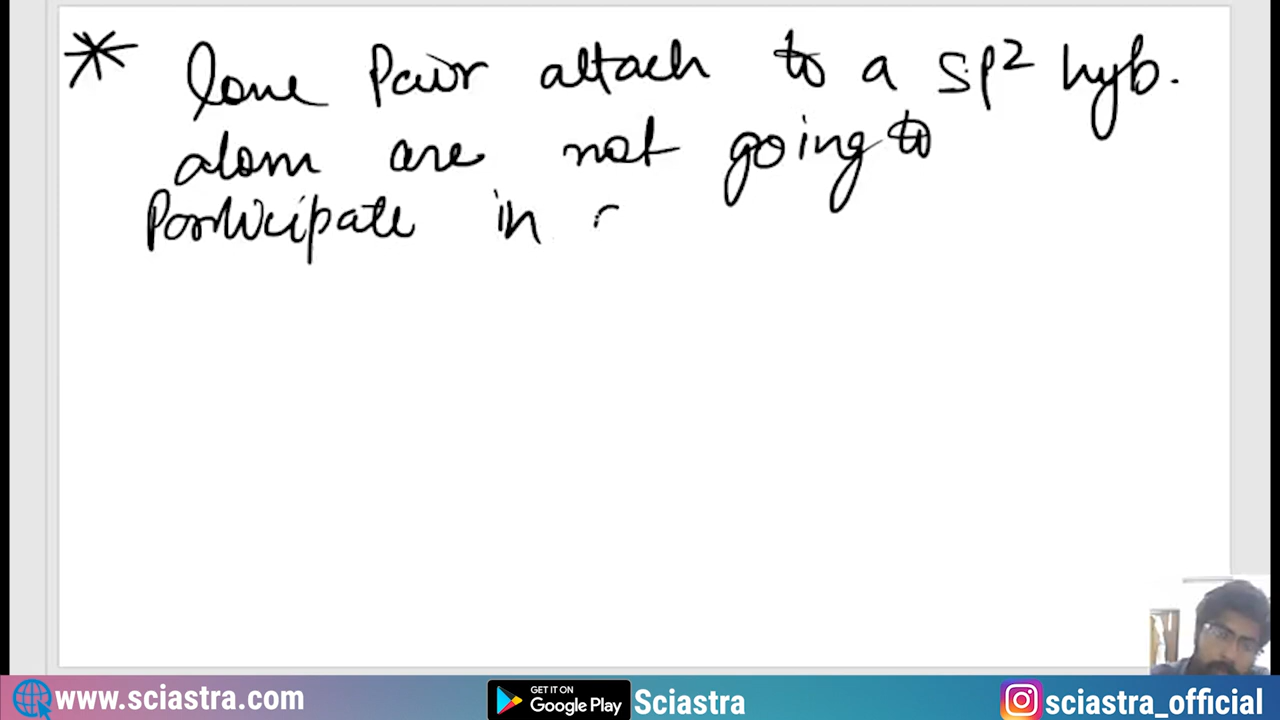 * lone Pair attach to a sp² hyb.
atom are not going to
Participate in
www.sciastra.com
GET IT ON
Google Play
Sciastra
sciastra_official